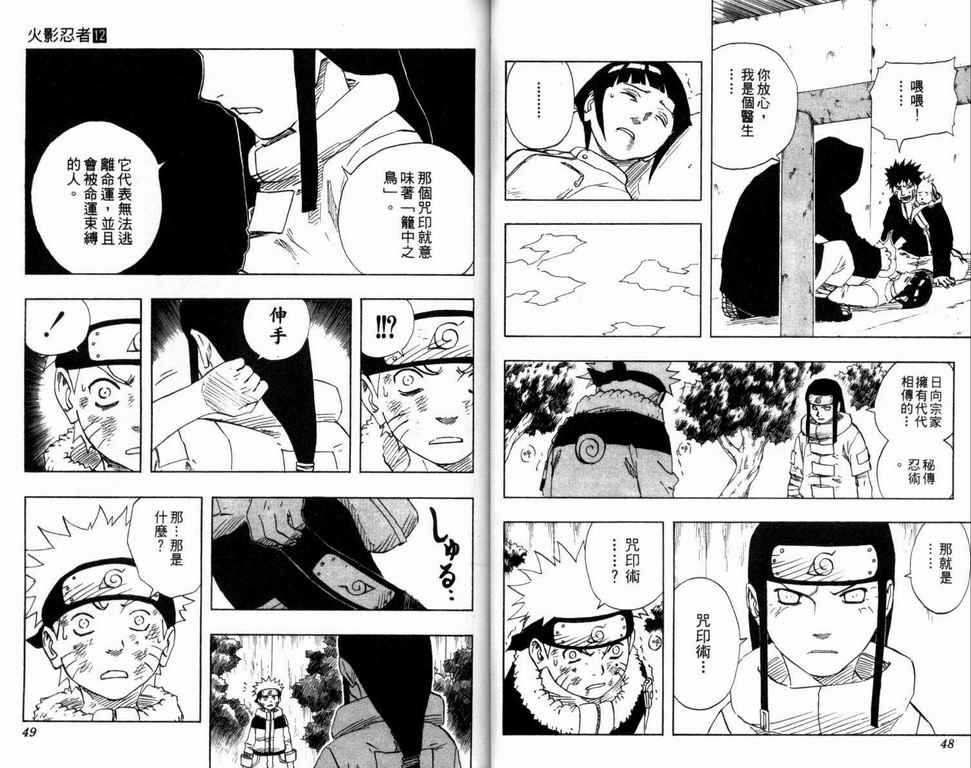 喂喂！
你放心，
我是個醫生
……
………
日向宗家
擁有代代
相傳的…
秘傳
忍術
。
那就是
……
咒印術…
咒印術
……？
48
火影忍者12
那個咒印就意
味著「籠中之
鳥」。
它代表無法逃
離命運，並且
會被命運束縛
的人。
!!?
伸手
！
しゅる…
那…那是
什麼？
49